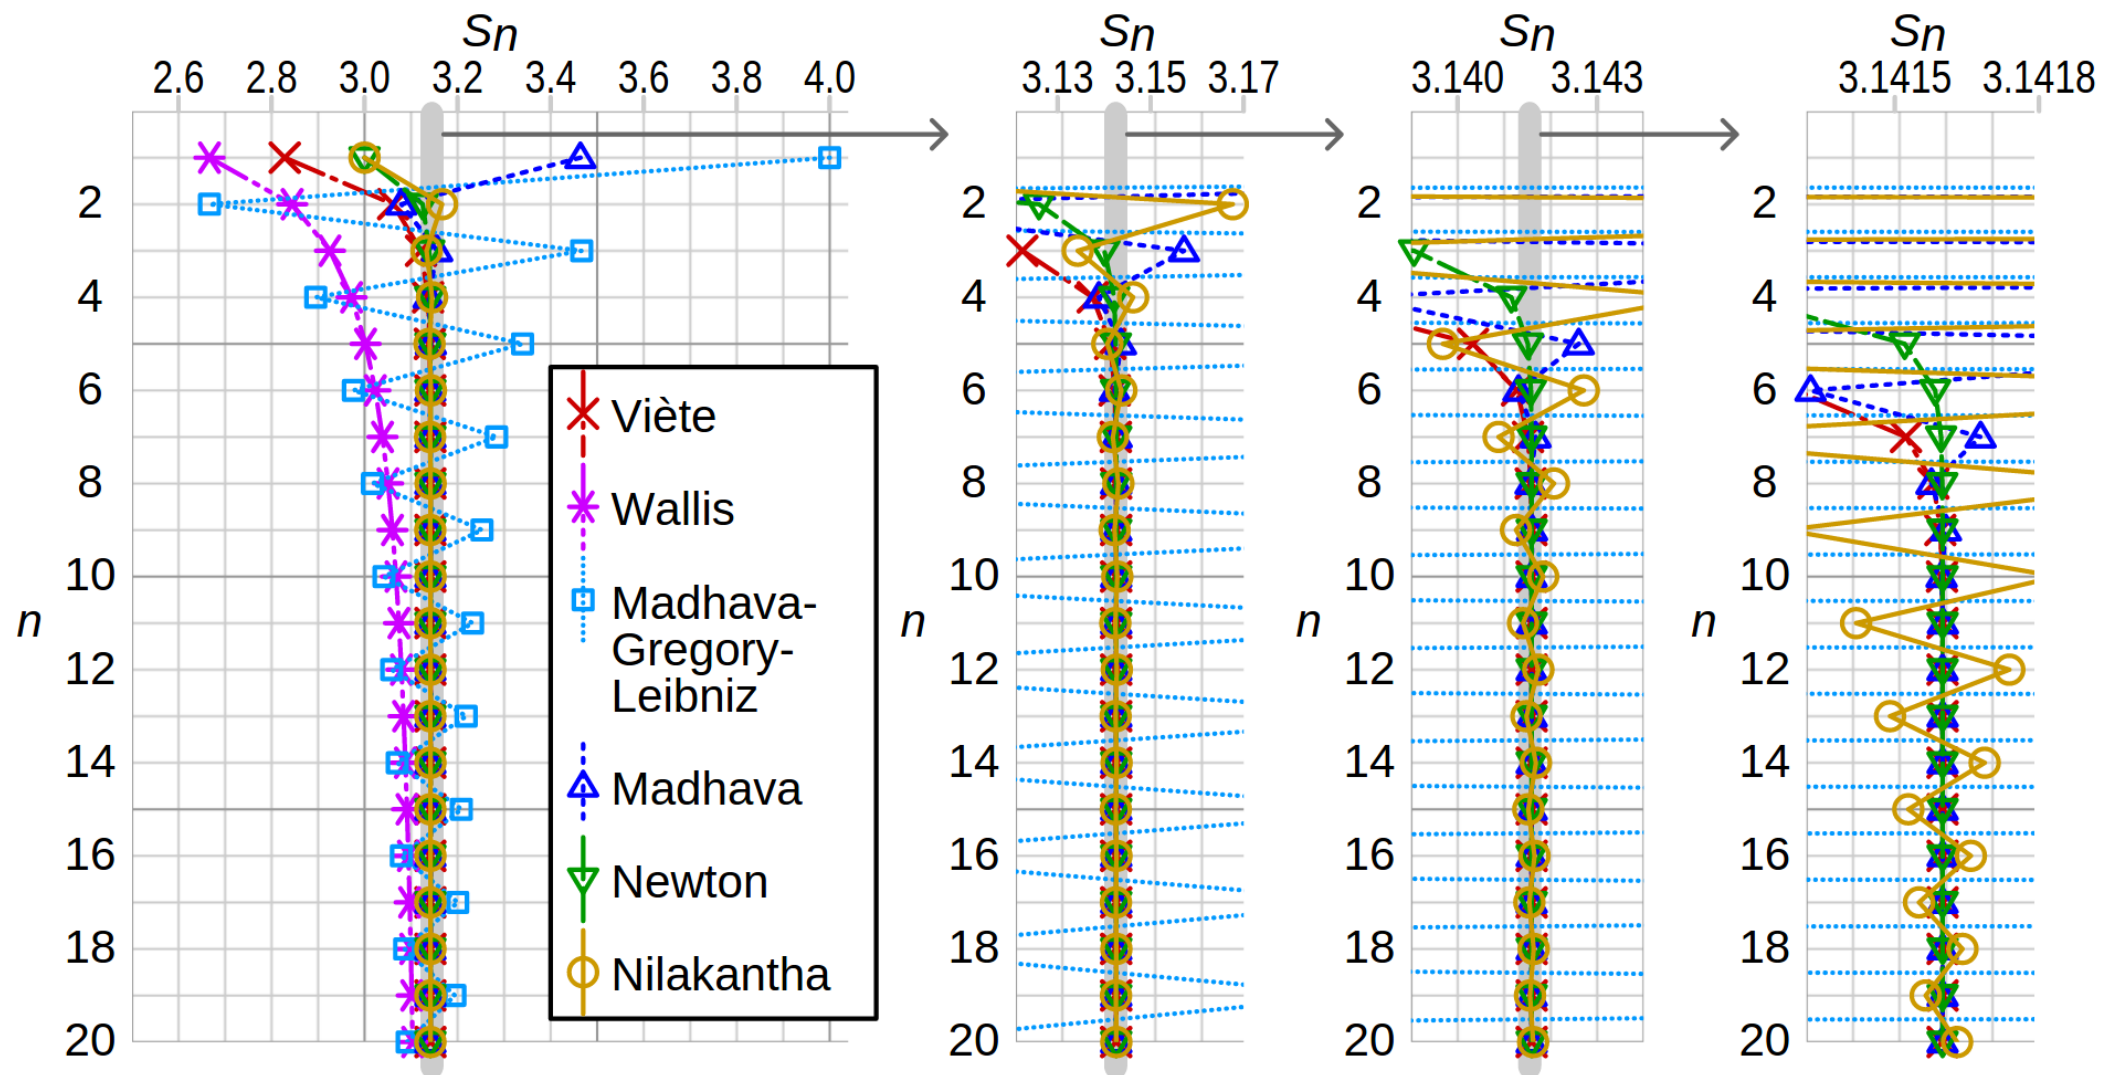 Sn
2.6 2.8 3.0 3.2 3.4 3.6 3.8 4.0
2
4
6
8
10
n
12
14
16
18
20
Viète
Wallis
Madhava-
Gregory-
Leibniz
Madhava
Newton
Nilakantha
Sn
3.13 3.15 3.17
2
4
6
8
10
n
12
14
16
18
20
Sn
3.140 3.143
2
4
6
8
10
n
12
14
16
18
20
Sn
3.1415 3.1418
2
4
6
8
10
n
12
14
16
18
20